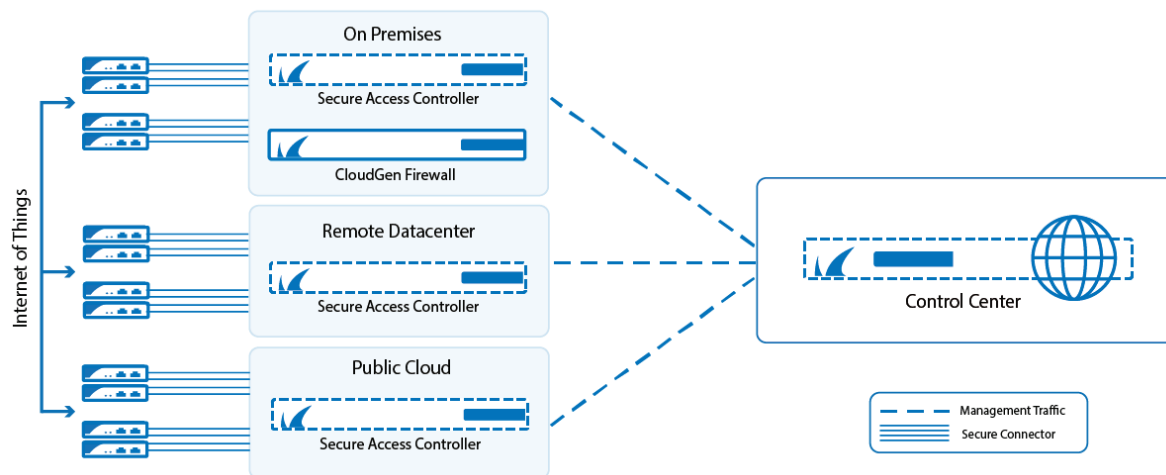 Internet of Things
On Premises
Secure Access Controller
CloudGen Firewall
Remote Datacenter
Secure Access Controller
Public Cloud
Secure Access Controller
Control Center
Management Traffic
Secure Connector